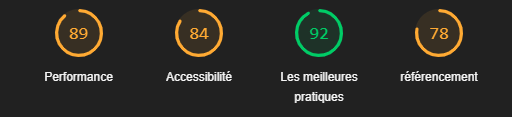 89 84 92 78
Performance Accessibilité Les meilleures référencement
pratiques